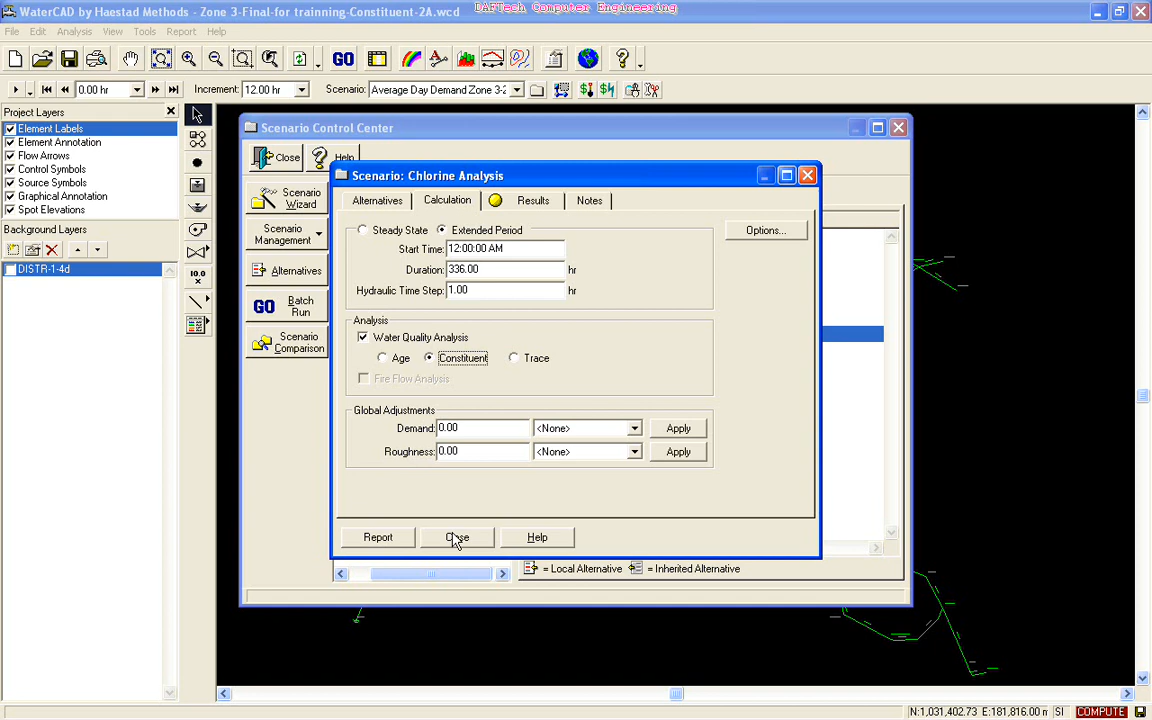 WaterCAD by Haestad Methods - Zone 3-Final-for trainning-Constituent-2A.wcd
DAFTech Computer Engineering
File Edit Analysis View Tools Report Help
GO
0.00 hr Increment: 12.00 hr Scenario: Average Day Demand Zone 3-2
Project Layers
Element Labels
Element Annotation
Flow Arrows
Control Symbols
Source Symbols
Graphical Annotation
Spot Elevations
Background Layers
DISTR-1-4d
10.0
x
Scenario Control Center
Close Help
Scenario
Wizard
Scenario
Management
Alternatives
GO Batch
Run
Scenario
Comparison
Scenario: Chlorine Analysis
Alternatives Calculation Results Notes
Steady State Extended Period
Options...
Start Time: 12:00:00 AM
Duration: 336.00 hr
Hydraulic Time Step: 1.00 hr
Analysis
Water Quality Analysis
Age Constituent Trace
Fire Flow Analysis
Global Adjustments
Demand: 0.00 <None> Apply
Roughness: 0.00 <None> Apply
Report Close Help
= Local Alternative = Inherited Alternative
N:1,031,402.73 E:181,816.00 m SI COMPUTE